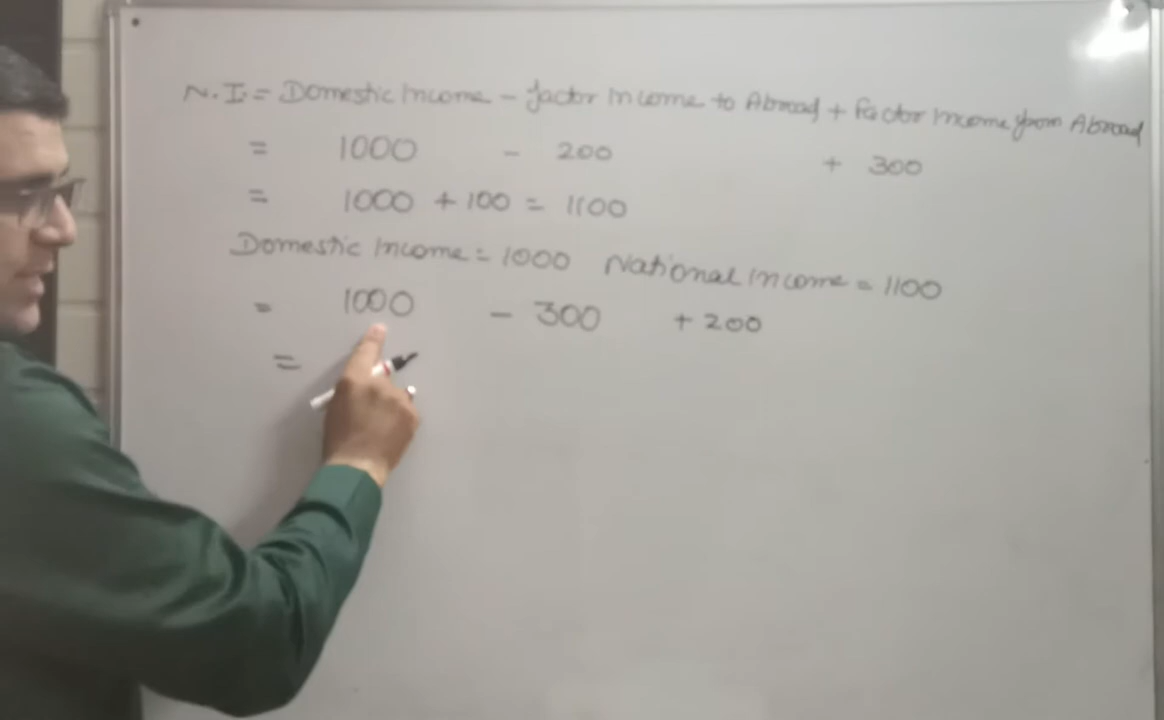 N.I. = Domestic Income - factor Income to Abroad + Factor Income from Abroad
= 1000 - 200 + 300
= 1000 + 100 = 1100
Domestic Income = 1000 National Income = 1100
= 1000 - 300 + 200
=